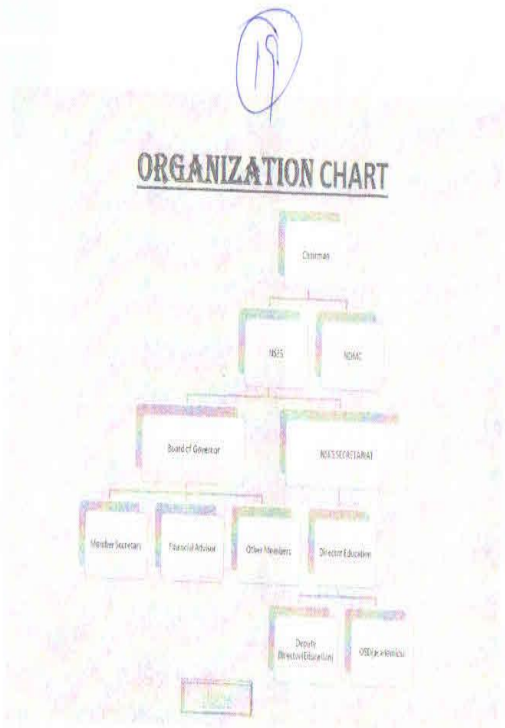 19
ORGANIZATION CHART
Chairman
NSES
NDMC
Board of Governor
NSES SECRETARIAT
Member Secretary
Financial Advisor
Other Members
Director Education
Deputy
Director(Education)